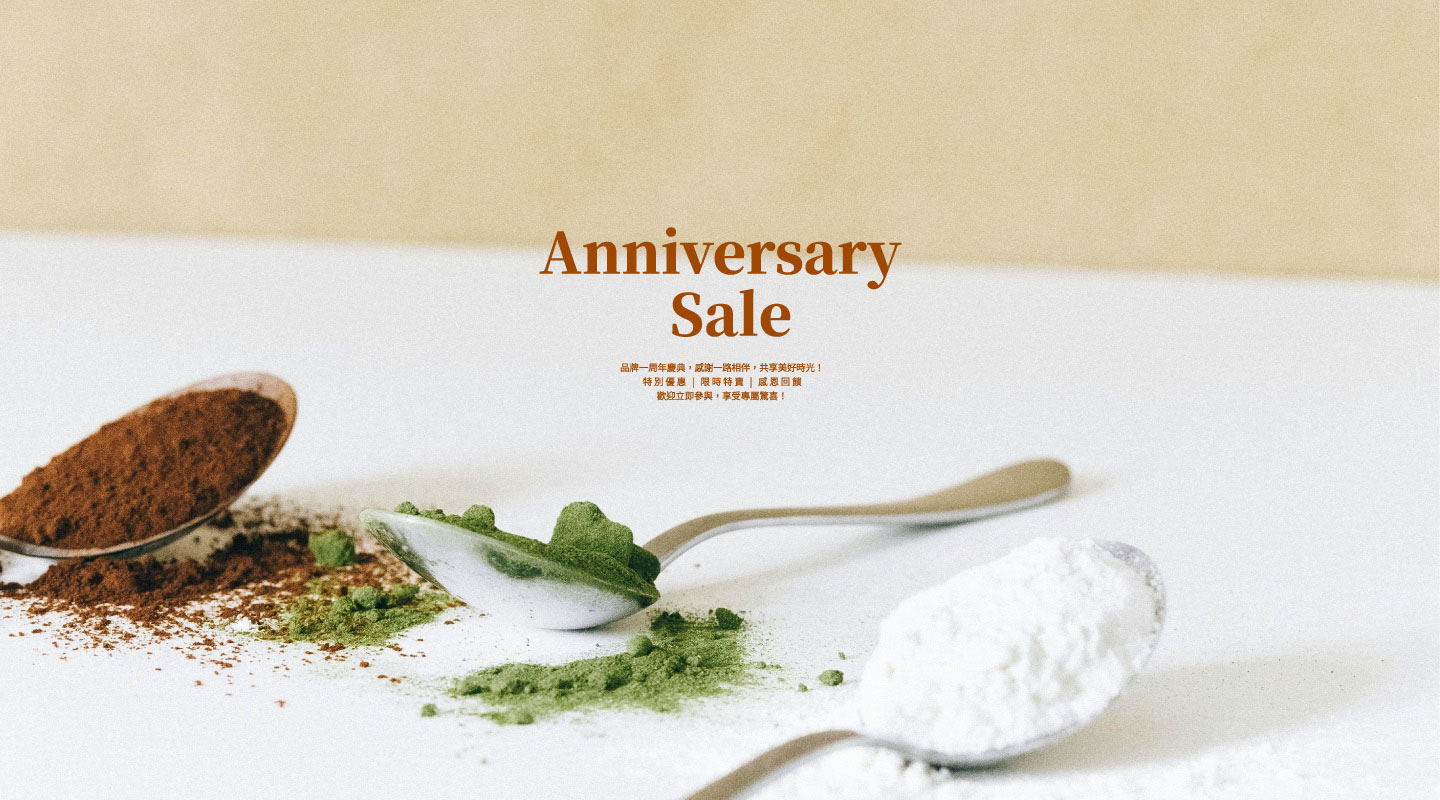 Anniversary
Sale
品牌一周年慶典，感謝一路相伴，共享美好時光！
特別優惠 | 限時特賣 | 感恩回饋
歡迎立即參與，享受專屬驚喜！